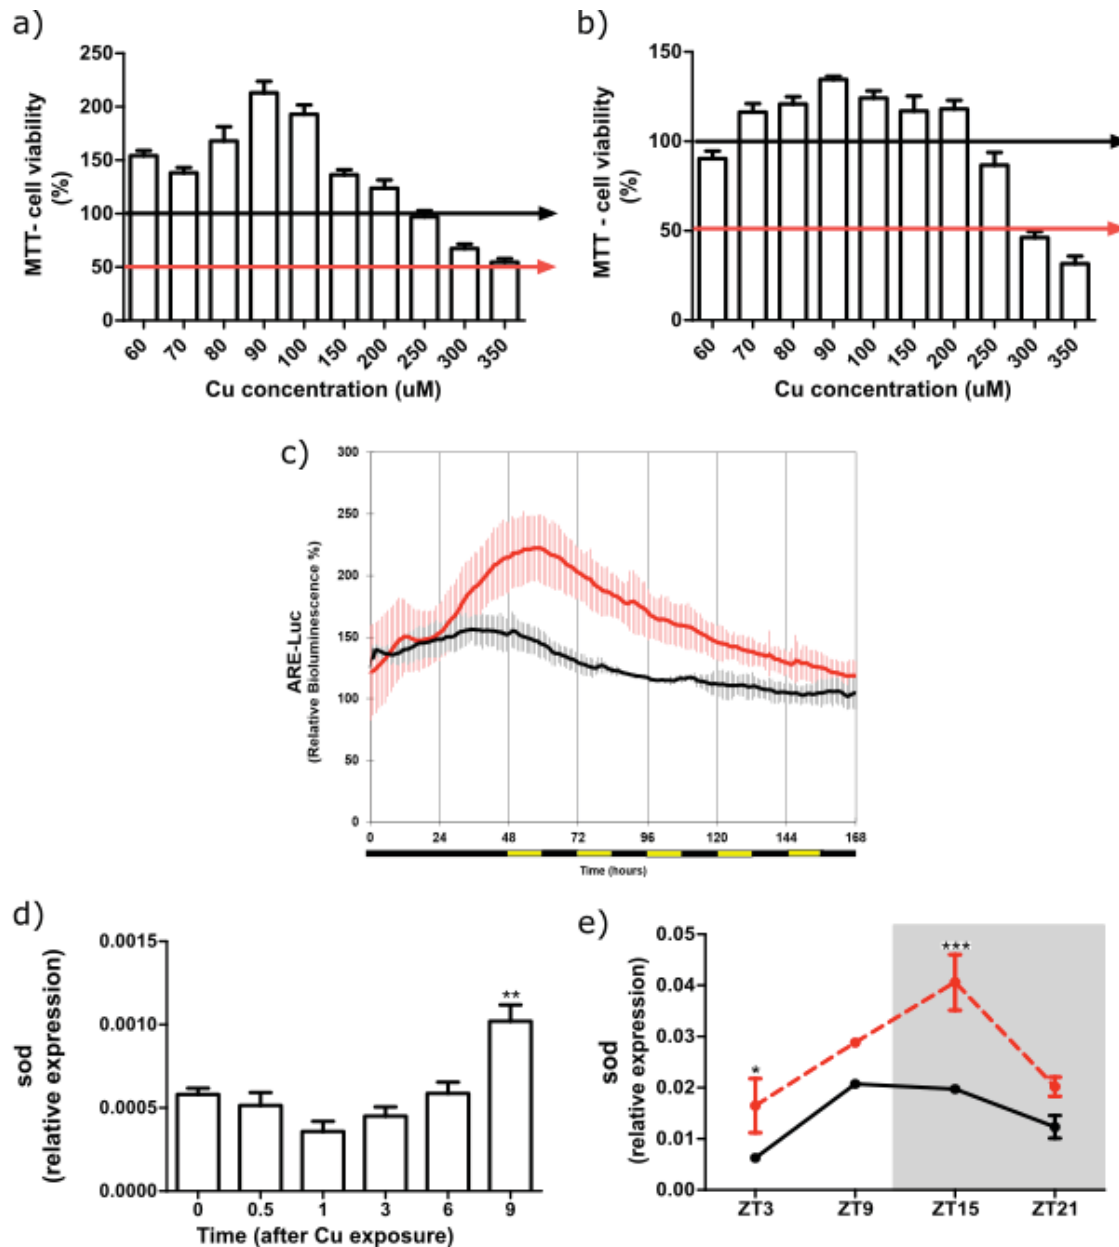 a)
250
200
150
100
50
0
MTT- cell viability
(%)
60 70 80 90 100 150 200 250 300 350
Cu concentration (uM)
b)
150
100
50
0
MTT - cell viability
(%)
60 70 80 90 100 150 200 250 300 350
Cu concentration (uM)
c)
300
250
200
150
100
50
0
ARE-Luc
(Relative Bioluminescence %)
0 24 48 72 96 120 144 168
Time (hours)
d)
0.0015
0.0010
0.0005
0.0000
sod
(relative expression)
**
0 0.5 1 3 6 9
Time (after Cu exposure)
e)
0.05
0.04
0.03
0.02
0.01
0.00
sod
(relative expression)
*
***
ZT3 ZT9 ZT15 ZT21